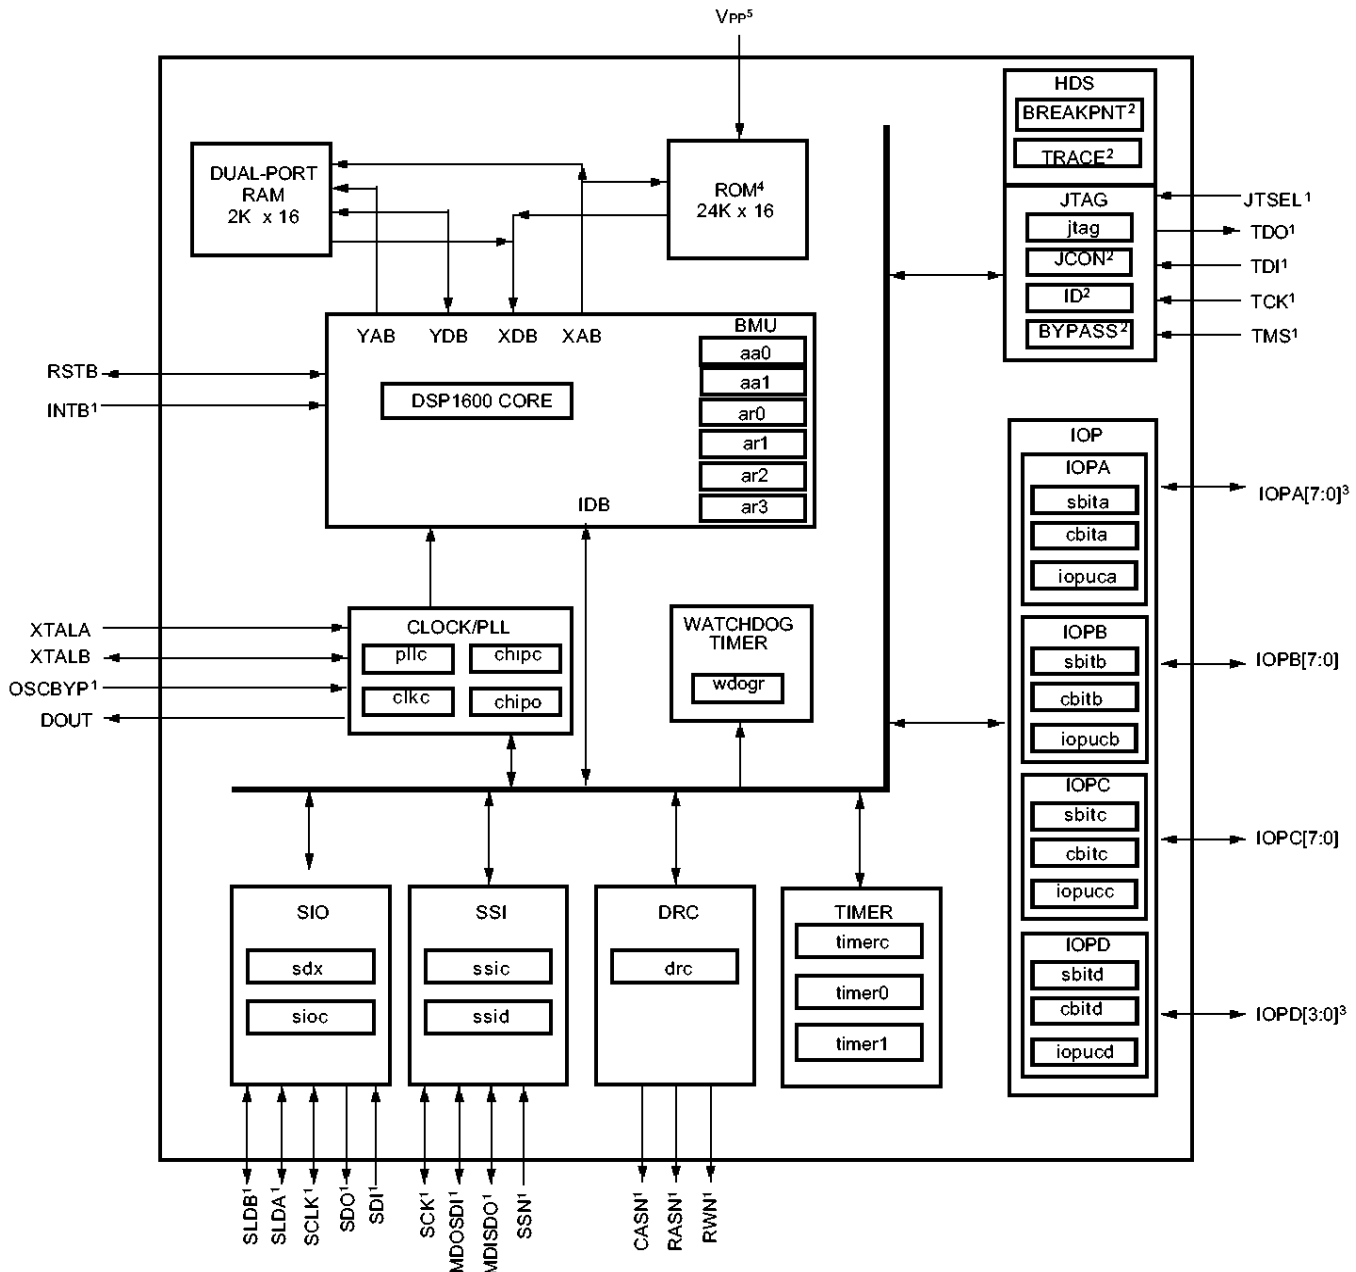 VPP⁵
HDS
BREAKPNT²
TRACE²
DUAL-PORT
RAM
2K x 16
ROM⁴
24K x 16
JTAG
jtag
JCON²
ID²
BYPASS²
JTSEL¹
TDO¹
TDI¹
TCK¹
TMS¹
YAB YDB XDB XAB
BMU
aa0
aa1
ar0
ar1
ar2
ar3
DSP1600 CORE
IDB
RSTB
INTB¹
IOP
IOPA
sbita
cbita
iopuca
IOPA[7:0]³
IOPB
sbitb
cbitb
iopucb
IOPB[7:0]
IOPC
sbitc
cbitc
iopucc
IOPC[7:0]
IOPD
sbitd
cbitd
iopucd
IOPD[3:0]³
XTALA
XTALB
OSCBYP¹
DOUT
CLOCK/PLL
pllc chipc
clkc chipo
WATCHDOG
TIMER
wdogr
SIO
sdx
sioc
SSI
ssic
ssid
DRC
drc
TIMER
timerc
timer0
timer1
SLDB¹
SLDA¹
SCLK¹
SDO¹
SDI¹
SCK¹
MDOSDI¹
MDISDO¹
SSN¹
CASN¹
RASN¹
RWN¹